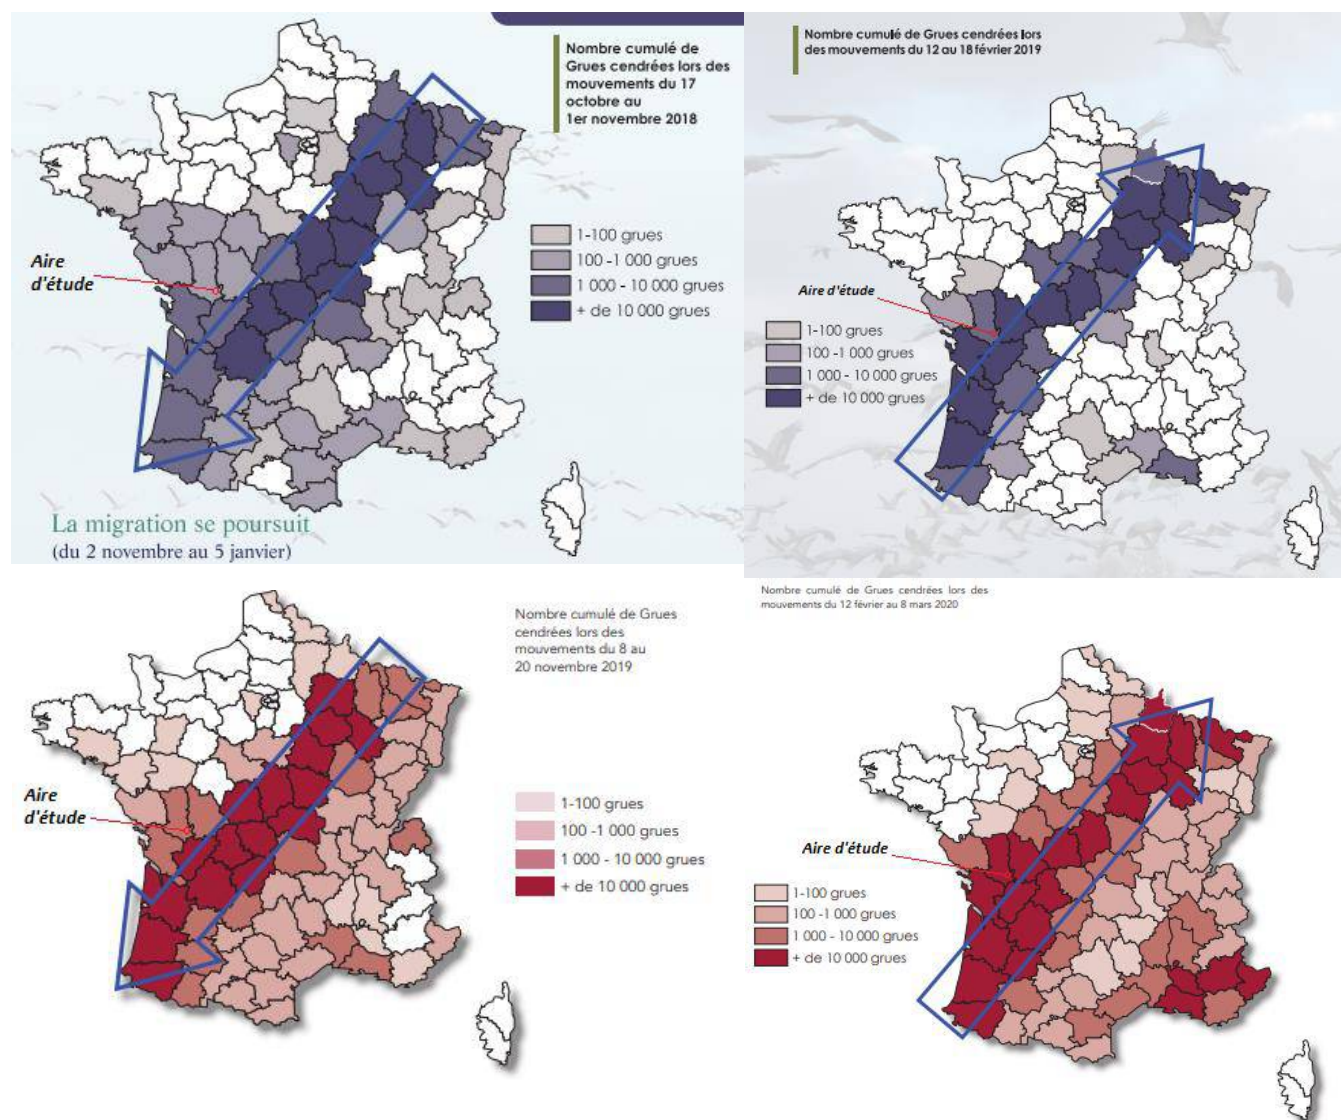 Nombre cumulé de
Grues cendrées lors des
mouvements du 17
octobre au
1er novembre 2018
1-100 grues
100 -1 000 grues
1 000 - 10 000 grues
+ de 10 000 grues
Aire
d'étude
La migration se poursuit
(du 2 novembre au 5 janvier)
Nombre cumulé de Grues cendrées lors
des mouvements du 12 au 18 février 2019
Aire d'étude
1-100 grues
100 -1 000 grues
1 000 - 10 000 grues
+ de 10 000 grues
Nombre cumulé de Grues
cendrées lors des
mouvements du 8 au
20 novembre 2019
Aire
d'étude
1-100 grues
100 -1 000 grues
1 000 - 10 000 grues
+ de 10 000 grues
Nombre cumulé de Grues cendrées lors des
mouvements du 12 février au 8 mars 2020
Aire d'étude
1-100 grues
100 -1 000 grues
1 000 - 10 000 grues
+ de 10 000 grues